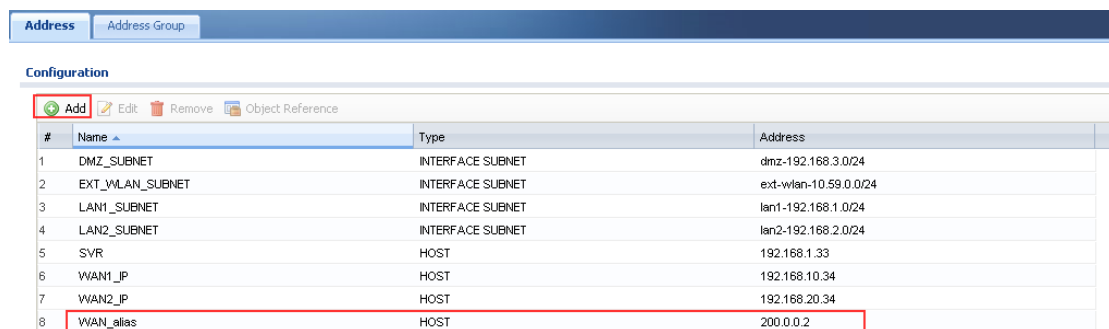 Address Address Group
Configuration
Add Edit Remove Object Reference
# Name Type Address
1 DMZ_SUBNET INTERFACE SUBNET dmz-192.168.3.0/24
2 EXT_WLAN_SUBNET INTERFACE SUBNET ext-wlan-10.59.0.0/24
3 LAN1_SUBNET INTERFACE SUBNET lan1-192.168.1.0/24
4 LAN2_SUBNET INTERFACE SUBNET lan2-192.168.2.0/24
5 SVR HOST 192.168.1.33
6 WAN1_IP HOST 192.168.10.34
7 WAN2_IP HOST 192.168.20.34
8 WAN_alias HOST 200.0.0.2